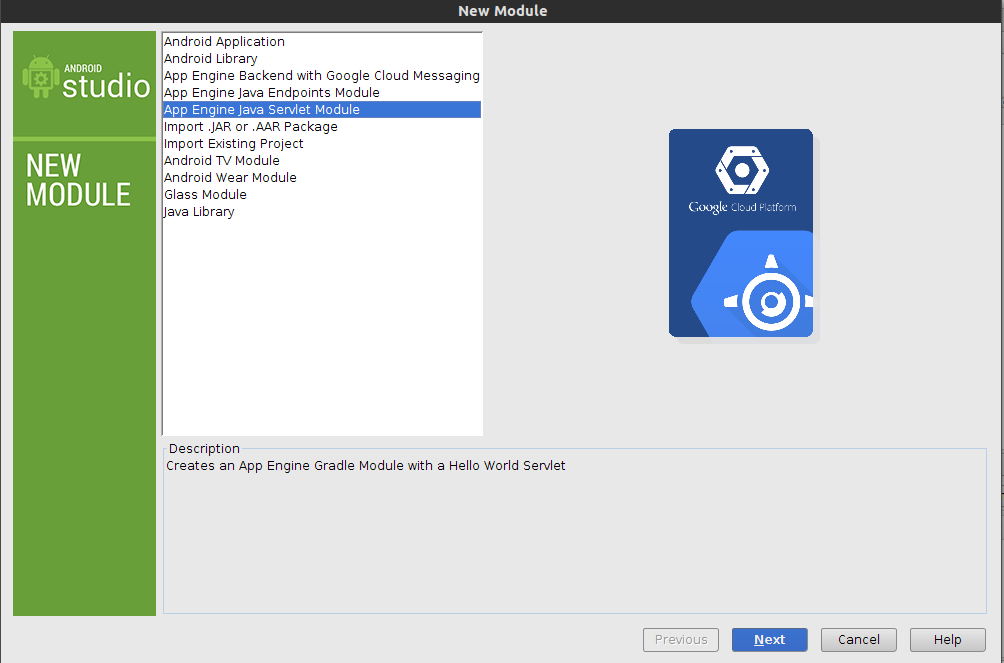 New Module
ANDROID
studio
NEW
MODULE
Android Application
Android Library
App Engine Backend with Google Cloud Messaging
App Engine Java Endpoints Module
App Engine Java Servlet Module
Import .JAR or .AAR Package
Import Existing Project
Android TV Module
Android Wear Module
Glass Module
Java Library
Google Cloud Platform
Description
Creates an App Engine Gradle Module with a Hello World Servlet
Previous
Next
Cancel
Help